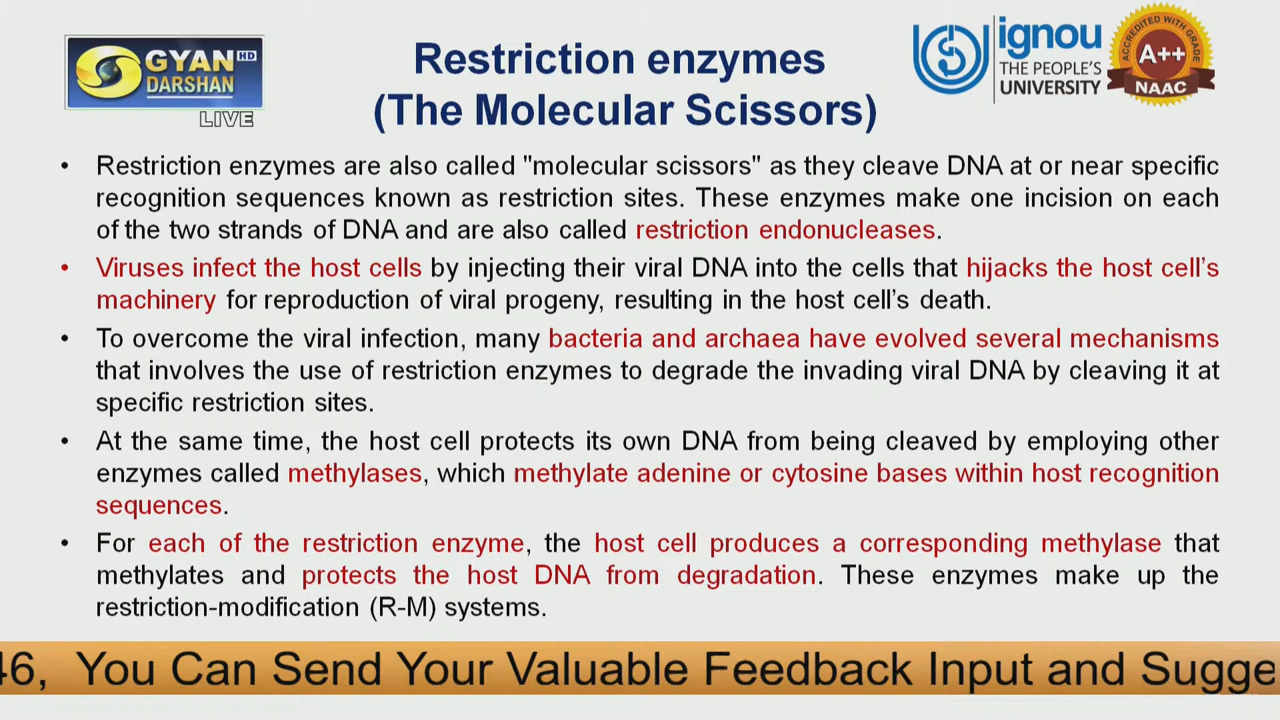 GYAN HD
DARSHAN
LIVE
Restriction enzymes
(The Molecular Scissors)
ignou
THE PEOPLE'S
UNIVERSITY
ACCREDITED WITH GRADE
A++
NAAC
• Restriction enzymes are also called "molecular scissors" as they cleave DNA at or near specific
recognition sequences known as restriction sites. These enzymes make one incision on each
of the two strands of DNA and are also called restriction endonucleases.
• Viruses infect the host cells by injecting their viral DNA into the cells that hijacks the host cell’s
machinery for reproduction of viral progeny, resulting in the host cell’s death.
• To overcome the viral infection, many bacteria and archaea have evolved several mechanisms
that involves the use of restriction enzymes to degrade the invading viral DNA by cleaving it at
specific restriction sites.
• At the same time, the host cell protects its own DNA from being cleaved by employing other
enzymes called methylases, which methylate adenine or cytosine bases within host recognition
sequences.
• For each of the restriction enzyme, the host cell produces a corresponding methylase that
methylates and protects the host DNA from degradation. These enzymes make up the
restriction-modification (R-M) systems.
46, You Can Send Your Valuable Feedback Input and Sugge